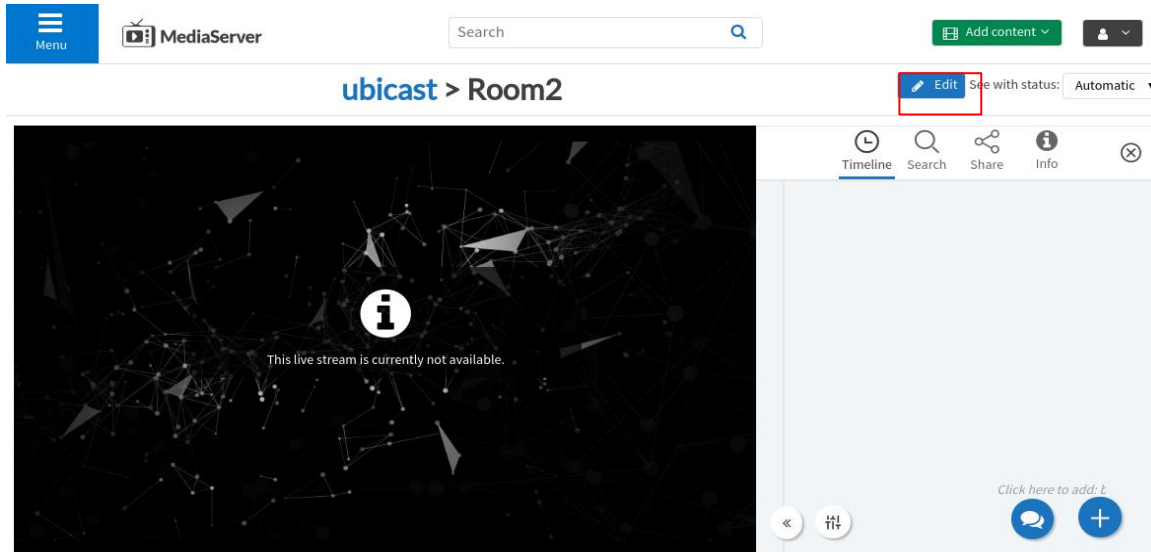 Menu
MediaServer
Search
Add content
ubicast > Room2
Edit
See with status:
Automatic
Timeline
Search
Share
Info
This live stream is currently not available.
Click here to add: